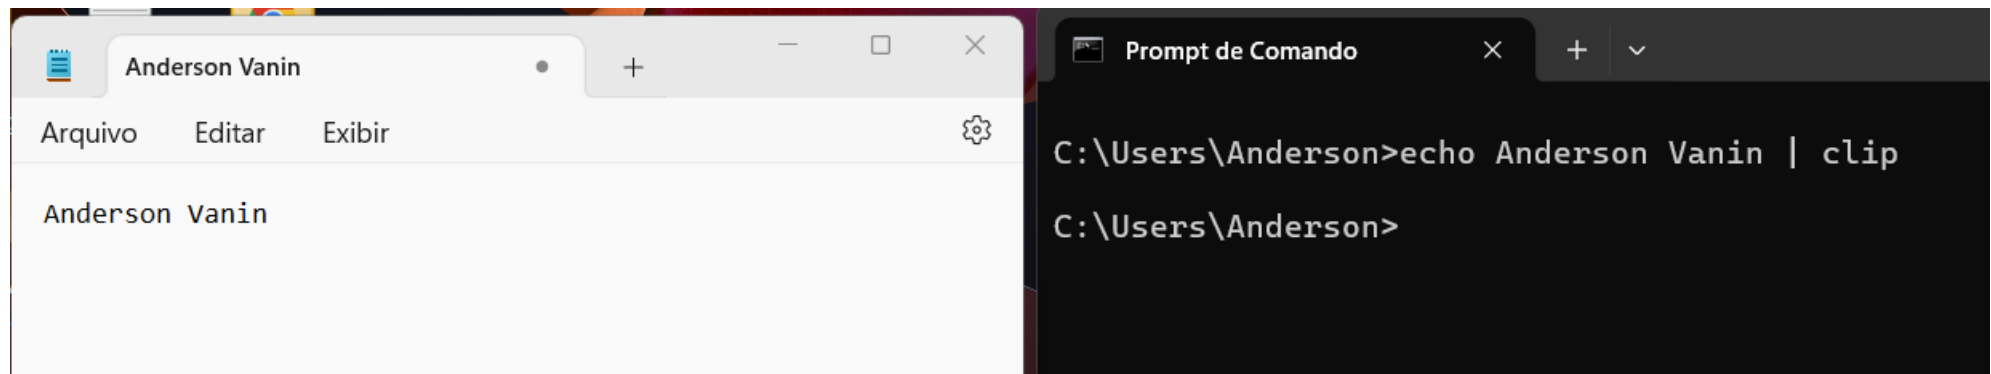 Anderson Vanin
Arquivo Editar Exibir
Anderson Vanin
Prompt de Comando
C:\Users\Anderson>echo Anderson Vanin | clip
C:\Users\Anderson>